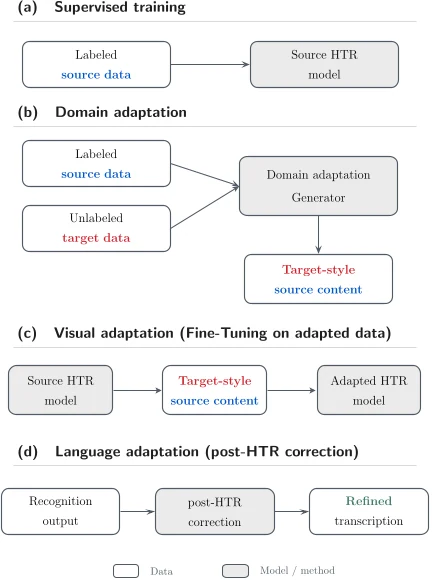 (a) Supervised training
Labeled
source data
Source HTR
model
(b) Domain adaptation
Labeled
source data
Unlabeled
target data
Domain adaptation
Generator
Target-style
source content
(c) Visual adaptation (Fine-Tuning on adapted data)
Source HTR
model
Target-style
source content
Adapted HTR
model
(d) Language adaptation (post-HTR correction)
Recognition
output
post-HTR
correction
Refined
transcription
Data
Model / method